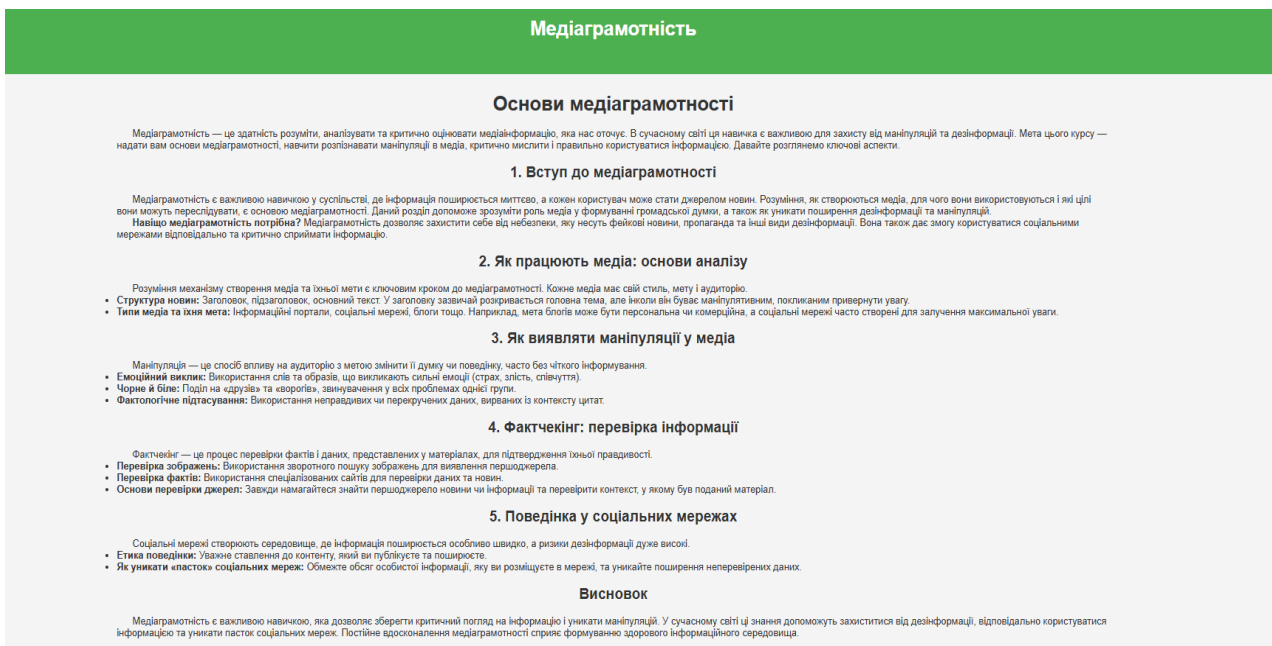 Медіаграмотність
Основи медіаграмотності
Медіаграмотність — це здатність розуміти, аналізувати та критично оцінювати медіаінформацію, яка нас оточує. В сучасному світі ця навичка є важливою для захисту від маніпуляцій та дезінформації. Мета цього курсу —
надати вам основи медіаграмотності, навчити розпізнавати маніпуляції в медіа, критично мислити і правильно користуватися інформацією. Давайте розглянемо ключові аспекти.
1. Вступ до медіаграмотності
Медіаграмотність є важливою навичкою у суспільстві, де інформація поширюється миттєво, а кожен користувач може стати джерелом новин. Розуміння, як створюються медіа, для чого вони використовуються і які цілі
вони можуть переслідувати, є основою медіаграмотності. Даний розділ допоможе зрозуміти роль медіа у формуванні громадської думки, а також як уникати поширення дезінформації та маніпуляцій.
Навіщо медіаграмотність потрібна? Медіаграмотність дозволяє захистити себе від небезпеки, яку несуть фейкові новини, пропаганда та інші види дезінформації. Вона також дає змогу користуватися соціальними
мережами відповідально та критично сприймати інформацію.
2. Як працюють медіа: основи аналізу
Розуміння механізму створення медіа та їхньої мети є ключовим кроком до медіаграмотності. Кожне медіа має свій стиль, мету і аудиторію.
• Структура новин: Заголовок, підзаголовок, основний текст. У заголовку зазвичай розкривається головна тема, але інколи він буває маніпулятивним, покликаним привернути увагу.
• Типи медіа та їхня мета: Інформаційні портали, соціальні мережі, блоги тощо. Наприклад, мета блогів може бути персональна чи комерційна, а соціальні мережі часто створені для залучення максимальної уваги.
3. Як виявляти маніпуляції у медіа
Маніпуляція — це спосіб впливу на аудиторію з метою змінити її думку чи поведінку, часто без чіткого інформування.
• Емоційний виклик: Використання слів та образів, що викликають сильні емоції (страх, злість, співчуття).
• Чорне й біле: Поділ на «друзів» та «ворогів», звинувачення у всіх проблемах однієї групи.
• Фактологічне підтасування: Використання неправдивих чи перекручених даних, вирваних із контексту цитат.
4. Фактчекінг: перевірка інформації
Фактчекінг — це процес перевірки фактів і даних, представлених у матеріалах, для підтвердження їхньої правдивості.
• Перевірка зображень: Використання зворотного пошуку зображень для виявлення першоджерела.
• Перевірка фактів: Використання спеціалізованих сайтів для перевірки даних та новин.
• Основи перевірки джерел: Завжди намагайтеся знайти першоджерело новини чи інформації та перевірити контекст, у якому був поданий матеріал.
5. Поведінка у соціальних мережах
Соціальні мережі створюють середовище, де інформація поширюється особливо швидко, а ризики дезінформації дуже високі.
• Етика поведінки: Уважне ставлення до контенту, який ви публікуєте та поширюєте.
• Як уникати «пасток» соціальних мереж: Обмежте обсяг особистої інформації, яку ви розміщуєте в мережі, та уникайте поширення неперевірених даних.
Висновок
Медіаграмотність є важливою навичкою, яка дозволяє зберегти критичний погляд на інформацію і уникати маніпуляцій. У сучасному світі ці знання допоможуть захиститися від дезінформації, відповідально користуватися
інформацією та уникати пасток соціальних мереж. Постійне вдосконалення медіаграмотності сприяє формуванню здорового інформаційного середовища.